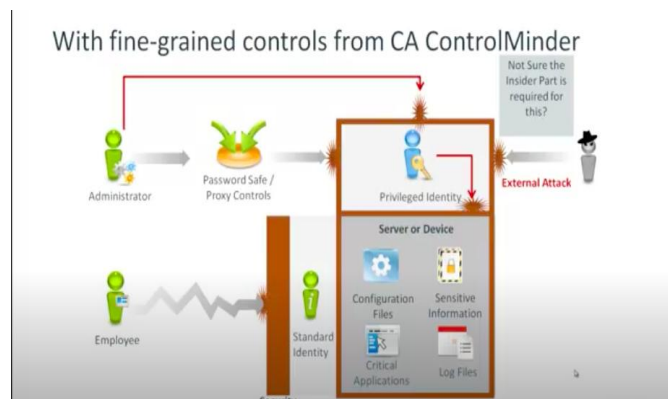 With fine-grained controls from CA ControlMinder
Not Sure the
Insider Part is
required for
this?
Administrator
Password Safe /
Proxy Controls
Privileged Identity
External Attack
Server or Device
Configuration
Files
Sensitive
Information
Employee
Standard
Identity
Critical
Applications
Log Files